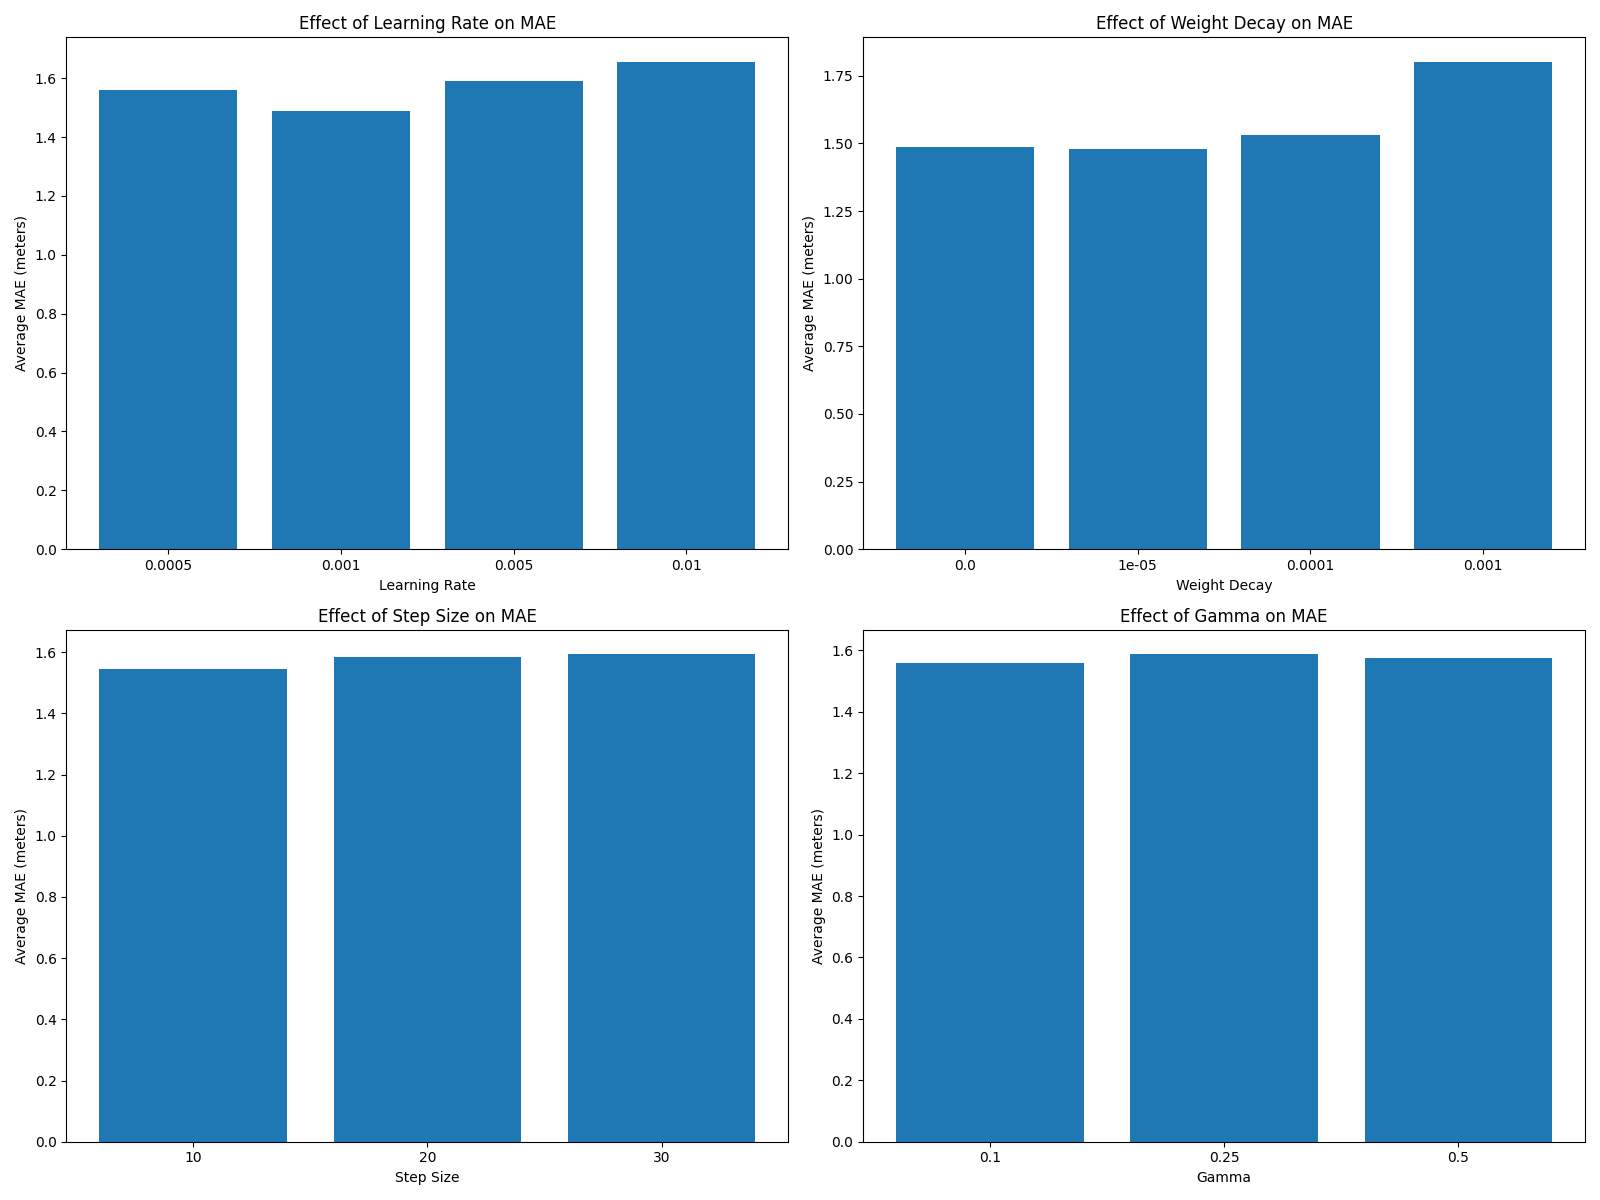 Effect of Learning Rate on MAE
Average MAE (meters)
1.6
1.4
1.2
1.0
0.8
0.6
0.4
0.2
0.0
0.0005 0.001 0.005 0.01
Learning Rate
Effect of Weight Decay on MAE
Average MAE (meters)
1.75
1.50
1.25
1.00
0.75
0.50
0.25
0.00
0.0 1e-05 0.0001 0.001
Weight Decay
Effect of Step Size on MAE
Average MAE (meters)
1.6
1.4
1.2
1.0
0.8
0.6
0.4
0.2
0.0
10 20 30
Step Size
Effect of Gamma on MAE
Average MAE (meters)
1.6
1.4
1.2
1.0
0.8
0.6
0.4
0.2
0.0
0.1 0.25 0.5
Gamma